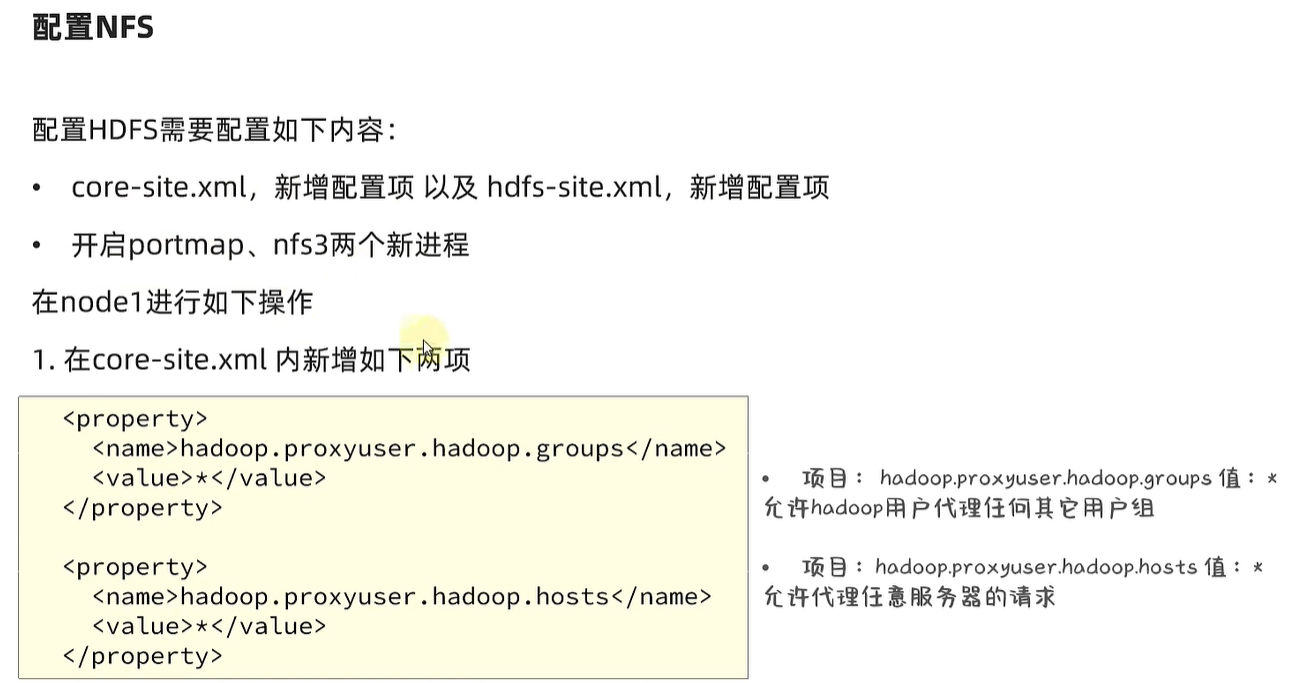 配置NFS
配置HDFS需要配置如下内容：
• core-site.xml，新增配置项 以及 hdfs-site.xml，新增配置项
• 开启portmap、nfs3两个新进程
在node1进行如下操作
1. 在core-site.xml 内新增如下两项
<property>
<name>hadoop.proxyuser.hadoop.groups</name>
<value>*</value>
</property>
<property>
<name>hadoop.proxyuser.hadoop.hosts</name>
<value>*</value>
</property>
• 项目： hadoop.proxyuser.hadoop.groups 值：*
允许hadoop用户代理任何其它用户组
• 项目：hadoop.proxyuser.hadoop.hosts 值：*
允许代理任意服务器的请求